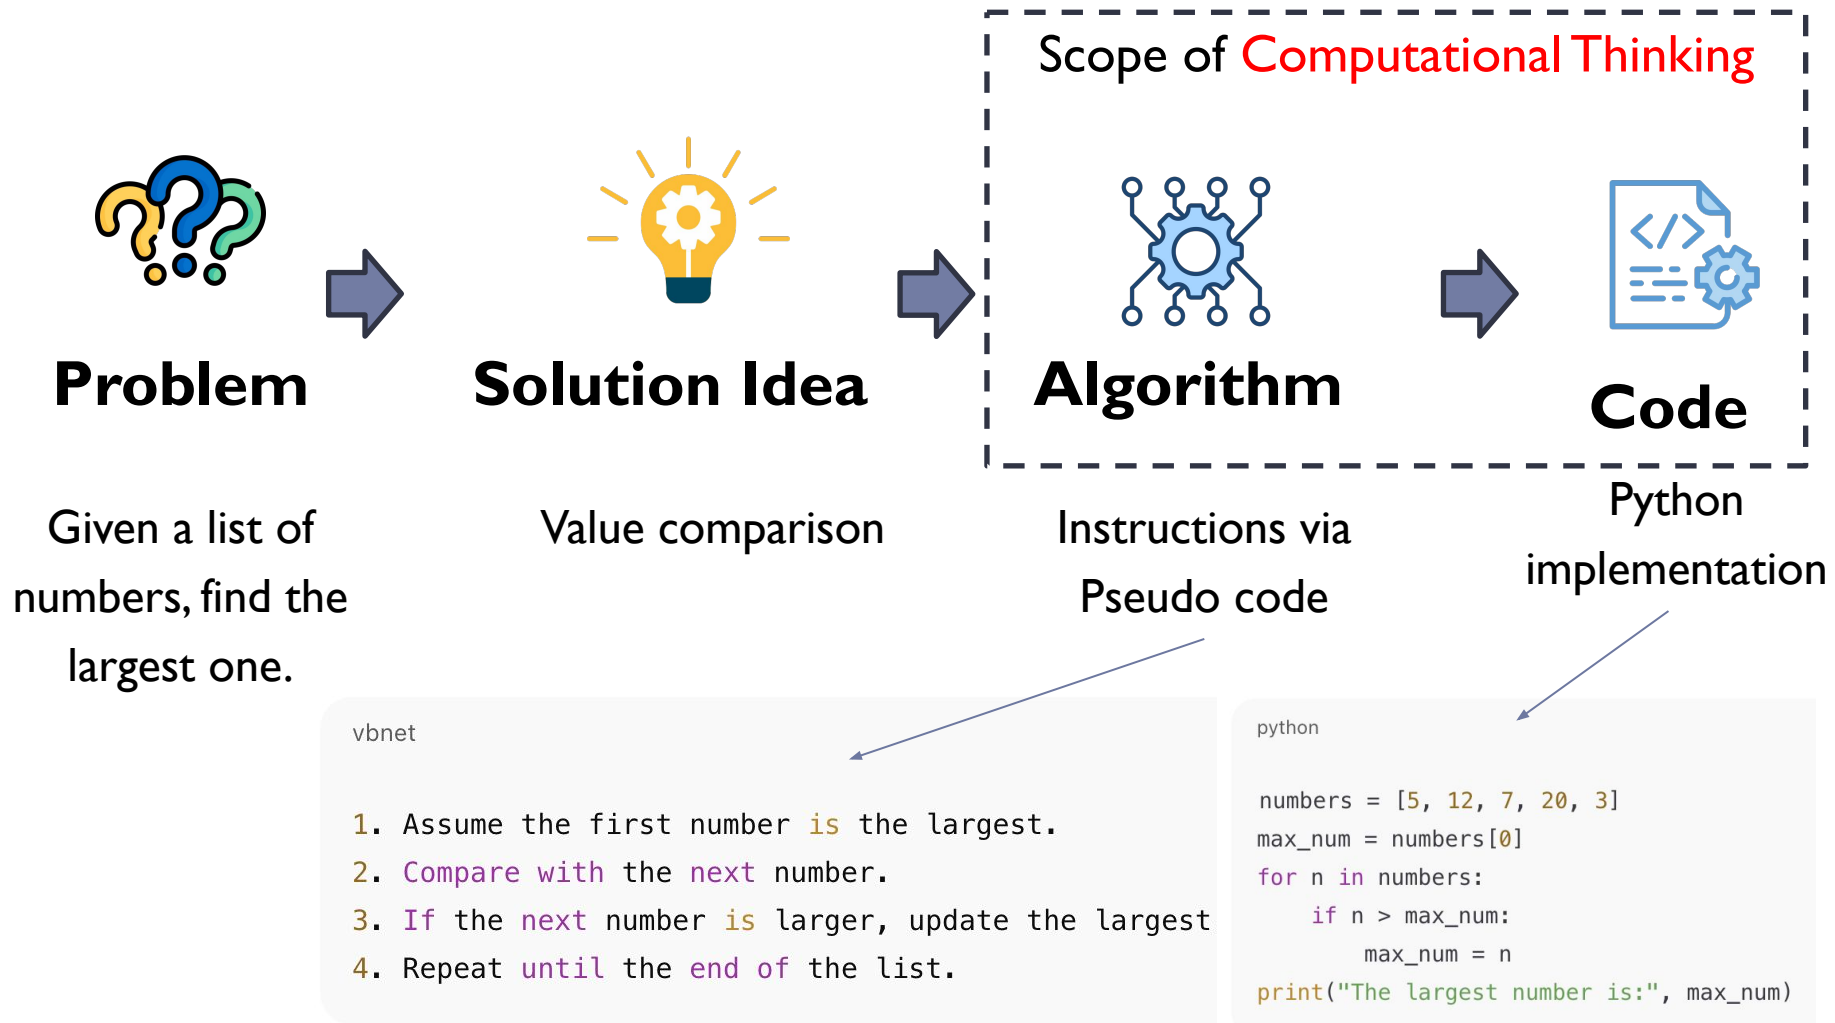 Scope of Computational Thinking
Problem
Solution Idea
Algorithm
Code
Given a list of
numbers, find the
largest one.
Value comparison
Instructions via
Pseudo code
Python
implementation
vbnet
1. Assume the first number is the largest.
2. Compare with the next number.
3. If the next number is larger, update the largest
4. Repeat until the end of the list.
python
numbers = [5, 12, 7, 20, 3]
max_num = numbers[0]
for n in numbers:
    if n > max_num:
        max_num = n
print("The largest number is:", max_num)